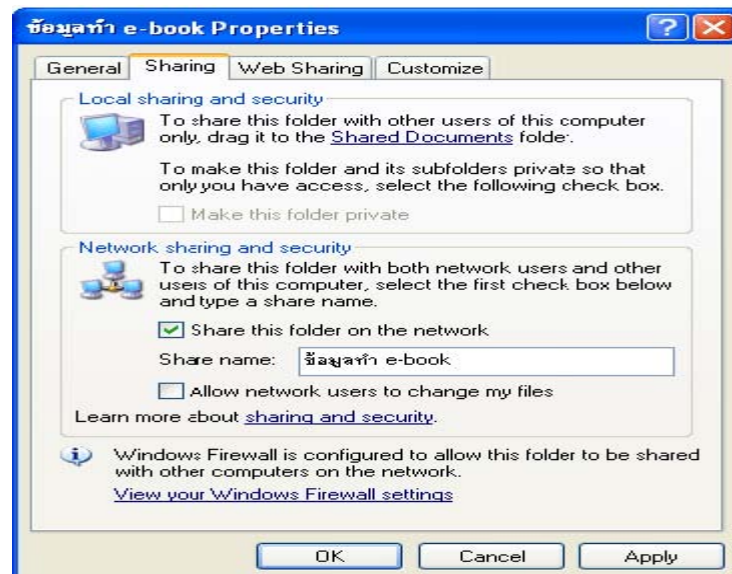 ข้อมูลทำ e-book Properties
General Sharing Web Sharing Customize
Local sharing and security
To share this folder with other users of this computer
only, drag it to the Shared Documents folder.
To make this folder and its subfolders private so that
only you have access, select the following check box.
Make this folder private
Network sharing and security
To share this folder with both network users and other
users of this computer, select the first check box below
and type a share name.
Share this folder on the network
Share name: ข้อมูลทำ e-book
Allow network users to change my files
Learn more about sharing and security.
Windows Firewall is configured to allow this folder to be shared
with other computers on the network.
View your Windows Firewall settings
OK Cancel Apply